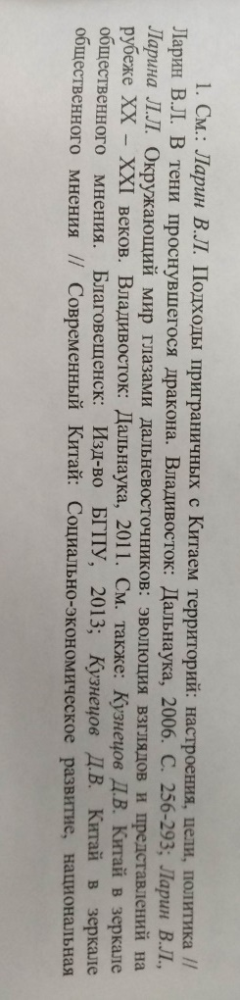 1. См.: Ларин В.Л. Подходы приграничных с Китаем территорий: настроения, цели, политика //
Ларин В.Л. В тени проснувшегося дракона. Владивосток: Дальнаука, 2006. С. 256-293; Ларин В.Л.,
Ларина Л.Л. Окружающий мир глазами дальневосточников: эволюция взглядов и представлений на
рубеже XX – XXI веков. Владивосток: Дальнаука, 2011. См. также: Кузнецов Д.В. Китай в зеркале
общественного мнения. Благовещенск: Изд-во БГПУ, 2013; Кузнецов Д.В. Китай в зеркале
общественного мнения // Современный Китай: Социально-экономическое развитие, национальная